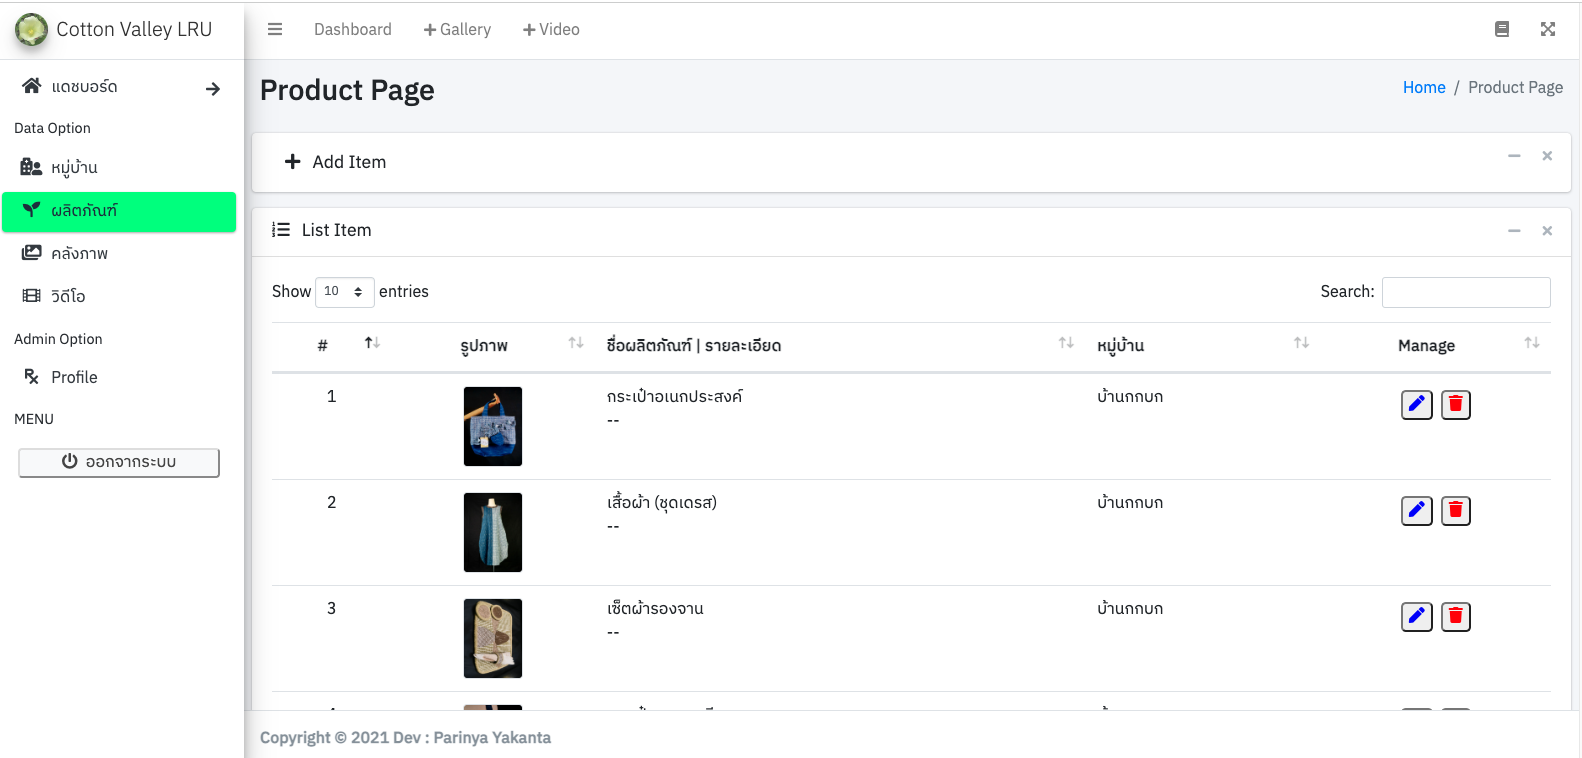 Cotton Valley LRU
Dashboard
Gallery
Video
แดชบอร์ด
Data Option
หมู่บ้าน
ผลิตภัณฑ์
คลังภาพ
วิดีโอ
Admin Option
Profile
MENU
ออกจากระบบ
Product Page
Home / Product Page
Add Item
List Item
Show 10 entries
Search:
# รูปภาพ ชื่อผลิตภัณฑ์ | รายละเอียด หมู่บ้าน Manage
1 กระเป๋าอเนกประสงค์ บ้านกกบก
--
2 เสื้อผ้า (ชุดเดรส) บ้านกกบก
--
3 เซ็ตผ้ารองจาน บ้านกกบก
--
Copyright © 2021 Dev : Parinya Yakanta